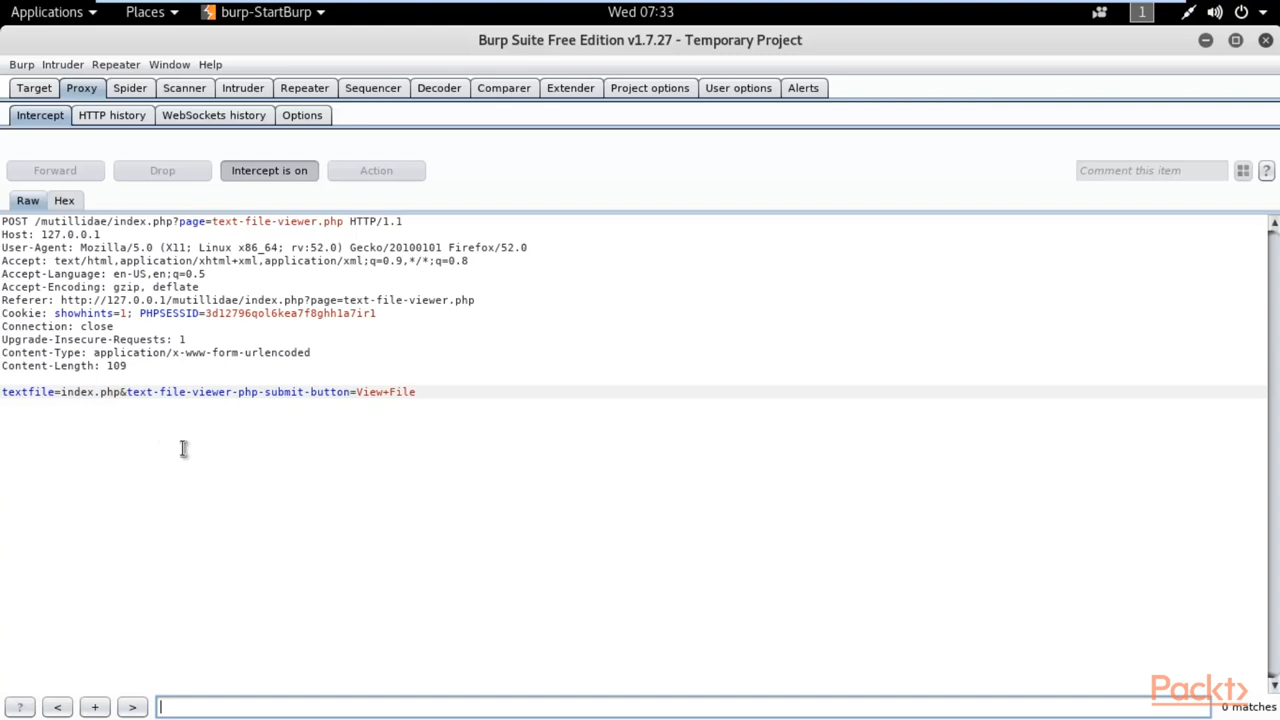 Applications Places burp-StartBurp Wed 07:33 1
Burp Suite Free Edition v1.7.27 - Temporary Project
Burp Intruder Repeater Window Help
Target Proxy Spider Scanner Intruder Repeater Sequencer Decoder Comparer Extender Project options User options Alerts
Intercept HTTP history WebSockets history Options
Forward Drop Intercept is on Action Comment this item ?
Raw Hex
POST /mutillidae/index.php?page=text-file-viewer.php HTTP/1.1
Host: 127.0.0.1
User-Agent: Mozilla/5.0 (X11; Linux x86_64; rv:52.0) Gecko/20100101 Firefox/52.0
Accept: text/html,application/xhtml+xml,application/xml;q=0.9,*/*;q=0.8
Accept-Language: en-US,en;q=0.5
Accept-Encoding: gzip, deflate
Referer: http://127.0.0.1/mutillidae/index.php?page=text-file-viewer.php
Cookie: showhints=1; PHPSESSID=3d12796qol6kea7f8ghh1a7ir1
Connection: close
Upgrade-Insecure-Requests: 1
Content-Type: application/x-www-form-urlencoded
Content-Length: 109
textfile=index.php&text-file-viewer-php-submit-button=View+File
Packt>
? < + > 0 matches